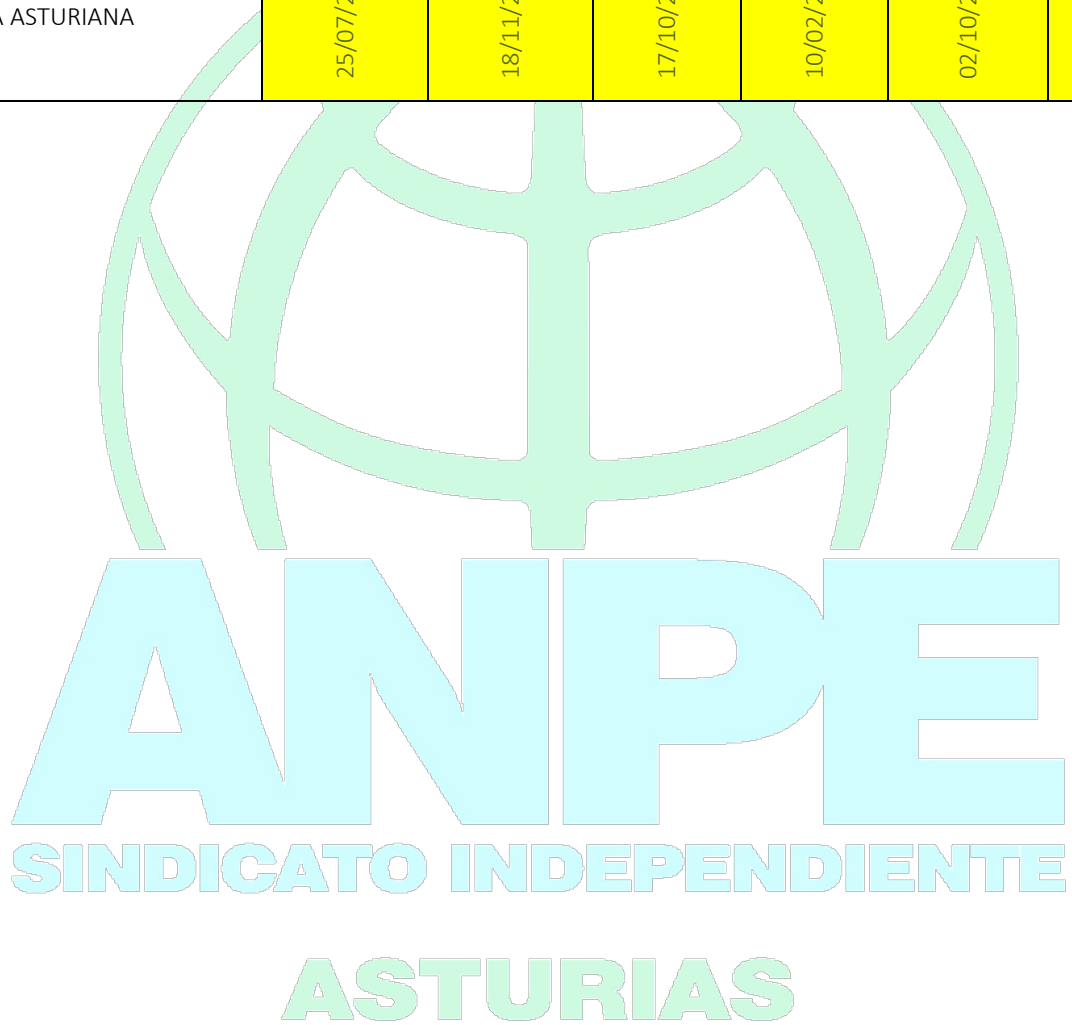 ASTURIANA
25/07/
18/11/
17/10/
10/02/
02/10/
ANPE
SINDICATO INDEPENDIENTE
ASTURIAS